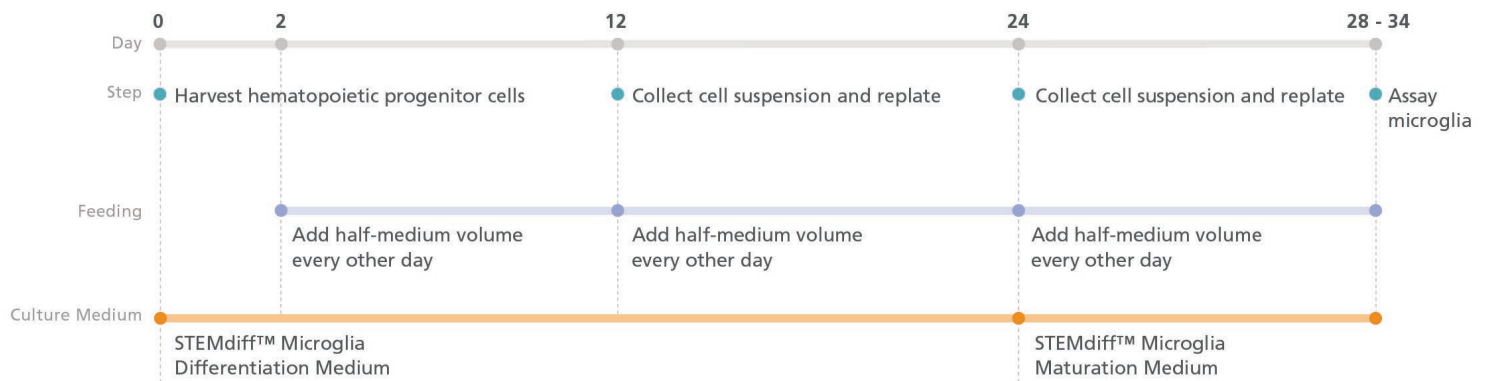 0 2 12 24 28 - 34
Day
Step Harvest hematopoietic progenitor cells Collect cell suspension and replate Collect cell suspension and replate Assay
microglia
Feeding
Add half-medium volume Add half-medium volume Add half-medium volume
every other day every other day every other day
Culture Medium
STEMdiff™ Microglia STEMdiff™ Microglia
Differentiation Medium Maturation Medium